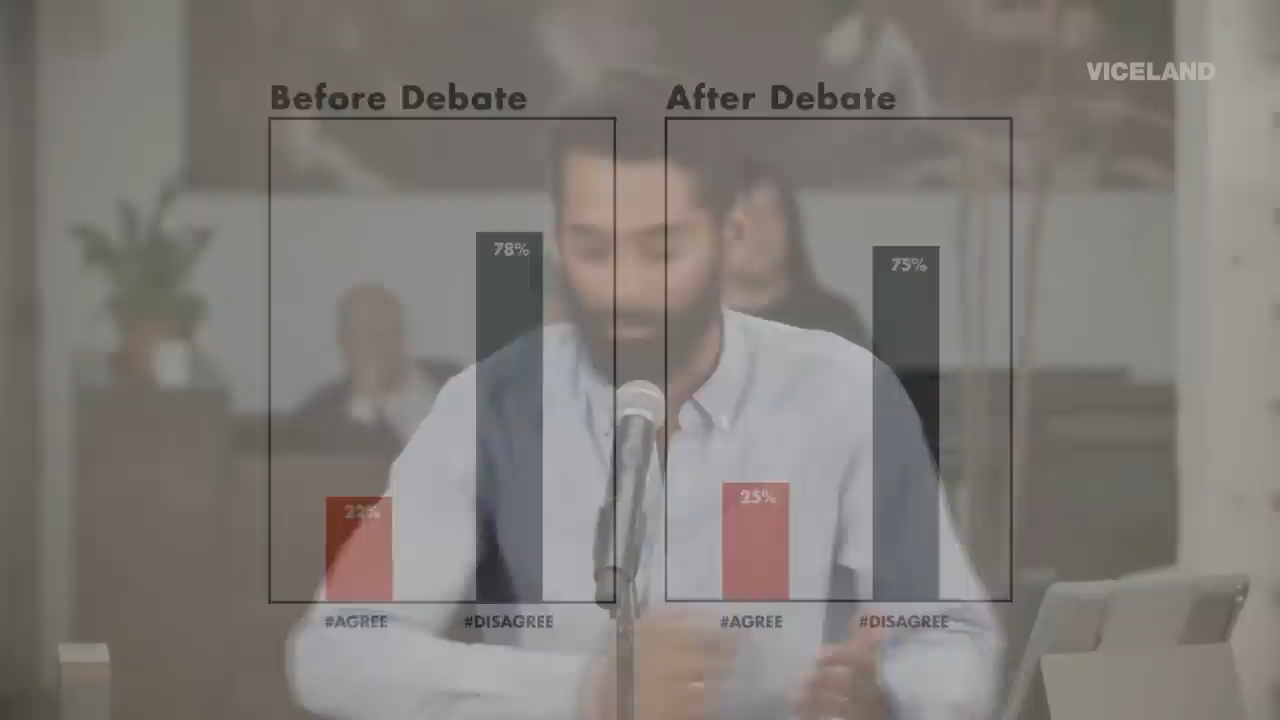 VICELAND
Before Debate
After Debate
78%
75%
22%
25%
#AGREE
#DISAGREE
#AGREE
#DISAGREE